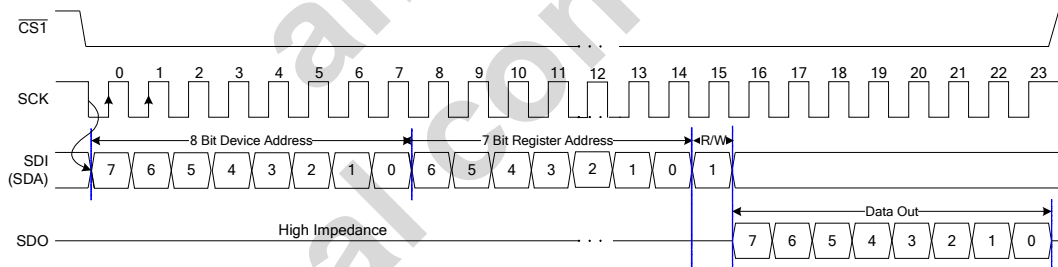 CS1
. . .
0 1 2 3 4 5 6 7 8 9 10 11 12 13 14 15 16 17 18 19 20 21 22 23
SCK
8 Bit Device Address 7 Bit Register Address R/W
SDI
(SDA)
7 6 5 4 3 2 1 0 6 5 4 3 2 1 0 1
Data Out
High Impedance
SDO
. . .
7 6 5 4 3 2 1 0